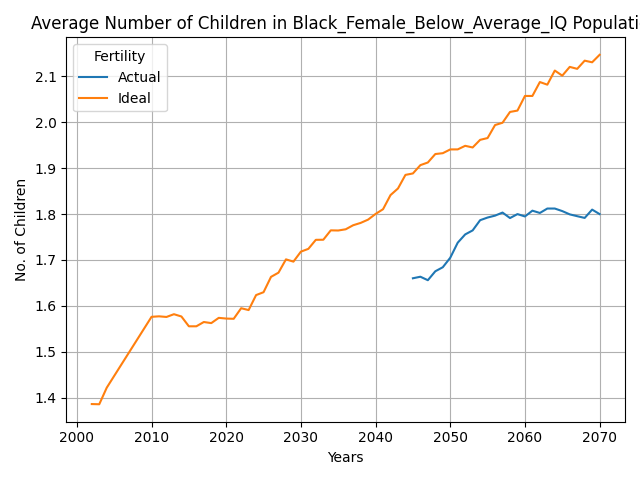 Average Number of Children in Black_Female_Below_Average_IQ Populati
Fertility
Actual
Ideal
2.1
2.0
1.9
1.8
1.7
1.6
1.5
1.4
No. of Children
2000 2010 2020 2030 2040 2050 2060 2070
Years